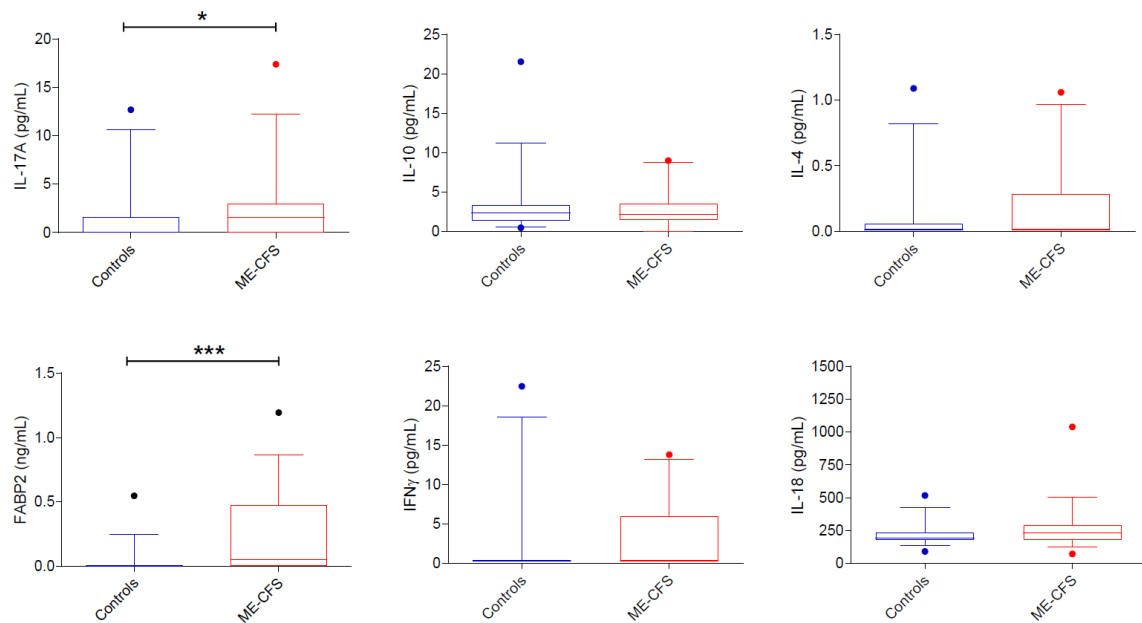 *
IL-17A (pg/mL)
20
15
10
5
0
Controls
ME-CFS
IL-10 (pg/mL)
25
20
15
10
5
0
Controls
ME-CFS
IL-4 (pg/mL)
1.5
1.0
0.5
0.0
Controls
ME-CFS
***
FABP2 (ng/mL)
1.5
1.0
0.5
0.0
Controls
ME-CFS
IFNγ (pg/mL)
25
20
15
10
5
0
Controls
ME-CFS
IL-18 (pg/mL)
1500
1250
1000
750
500
250
0
Controls
ME-CFS